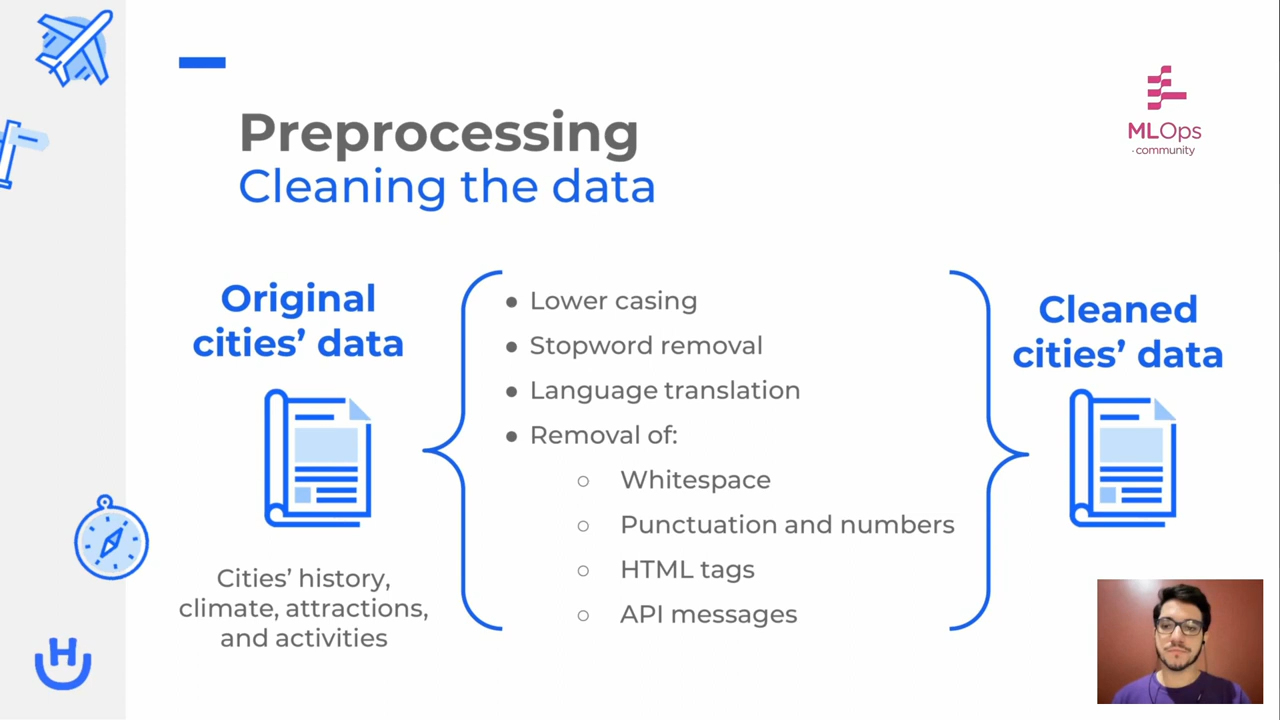 Preprocessing
Cleaning the data
MLOps
· community
Original
cities’ data
Cities’ history,
climate, attractions,
and activities
● Lower casing
● Stopword removal
● Language translation
● Removal of:
○ Whitespace
○ Punctuation and numbers
○ HTML tags
○ API messages
Cleaned
cities’ data
H